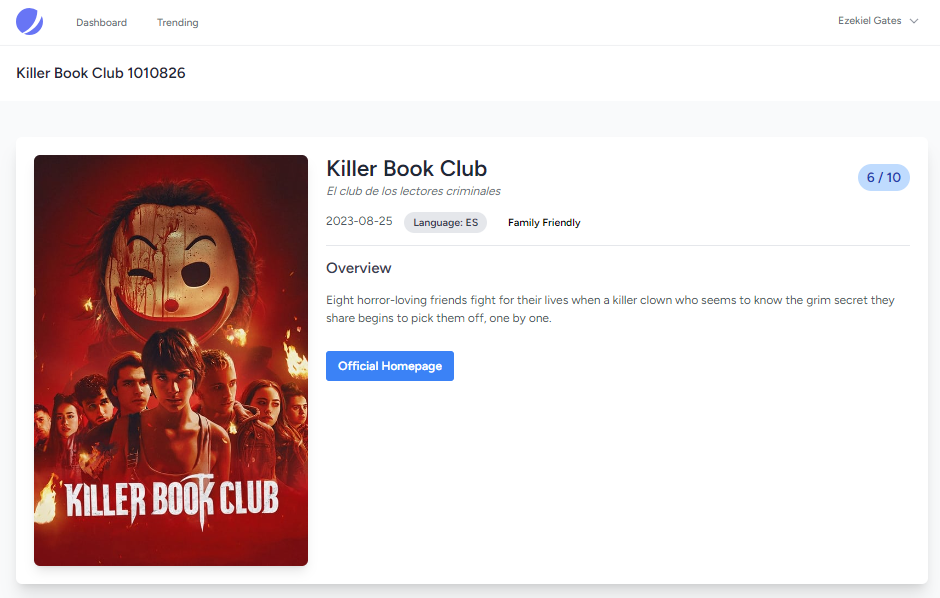 Dashboard
Trending
Ezekiel Gates
Killer Book Club 1010826
Killer Book Club
6 / 10
El club de los lectores criminales
2023-08-25
Language: ES
Family Friendly
Overview
Eight horror-loving friends fight for their lives when a killer clown who seems to know the grim secret they
share begins to pick them off, one by one.
Official Homepage
KILLER BOOK CLUB